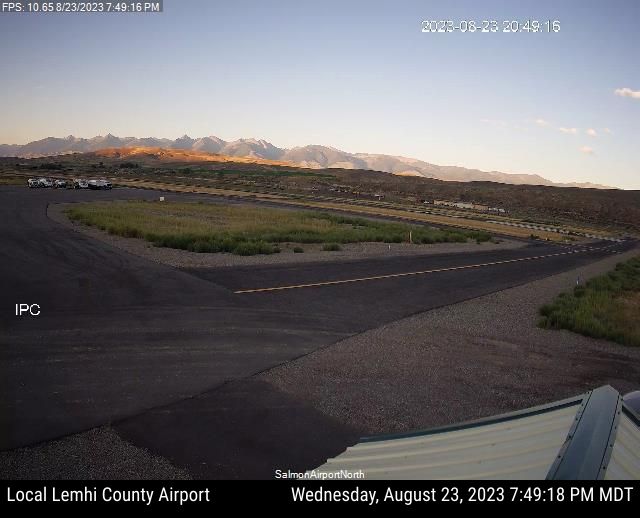 FPS: 10.65 8/23/2023 7:49:16 PM
2023-08-23 20:49:16
IPC
SalmonAirportNorth
Local Lemhi County Airport
Wednesday, August 23, 2023 7:49:18 PM MDT